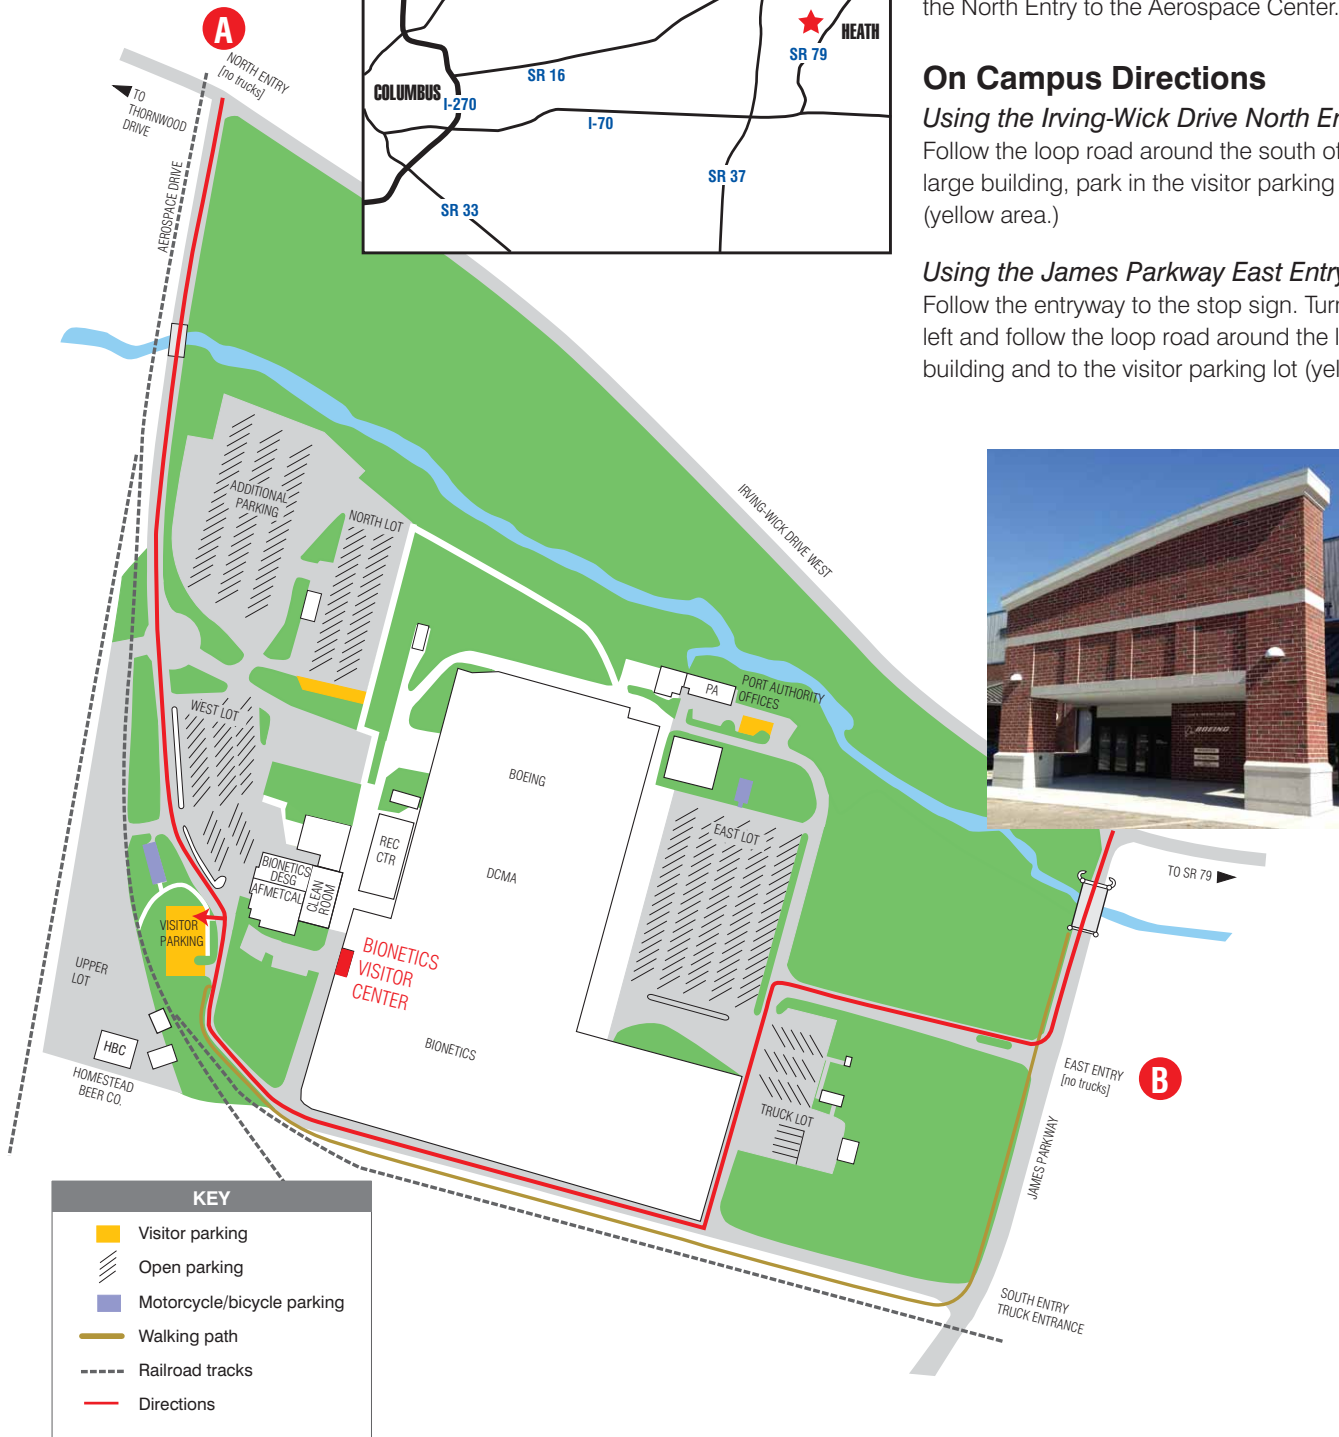 the North Entry to the Aerospace Center.
On Campus Directions
Using the Irving-Wick Drive North En
Follow the loop road around the south of
large building, park in the visitor parking
(yellow area.)
Using the James Parkway East Entry
Follow the entryway to the stop sign. Turn
left and follow the loop road around the l
building and to the visitor parking lot (yel
HEATH
SR 79
SR 16
COLUMBUS
I-270
I-70
SR 37
SR 33
A
NORTH ENTRY
[no trucks]
TO
THORNWOOD
DRIVE
AEROSPACE DRIVE
IRVING-WICK DRIVE WEST
ADDITIONAL
PARKING
NORTH LOT
WEST LOT
PA
PORT AUTHORITY
OFFICES
BOEING
EAST LOT
REC
CTR
DCMA
BIONETICS
DESG
AFMETCAL
CLEAN
ROOM
VISITOR
PARKING
BIONETICS
VISITOR
CENTER
BIONETICS
UPPER
LOT
HBC
HOMESTEAD
BEER CO.
TRUCK LOT
BOEING
TO SR 79
EAST ENTRY
[no trucks]
B
JAMES PARKWAY
SOUTH ENTRY
TRUCK ENTRANCE
KEY
Visitor parking
Open parking
Motorcycle/bicycle parking
Walking path
Railroad tracks
Directions